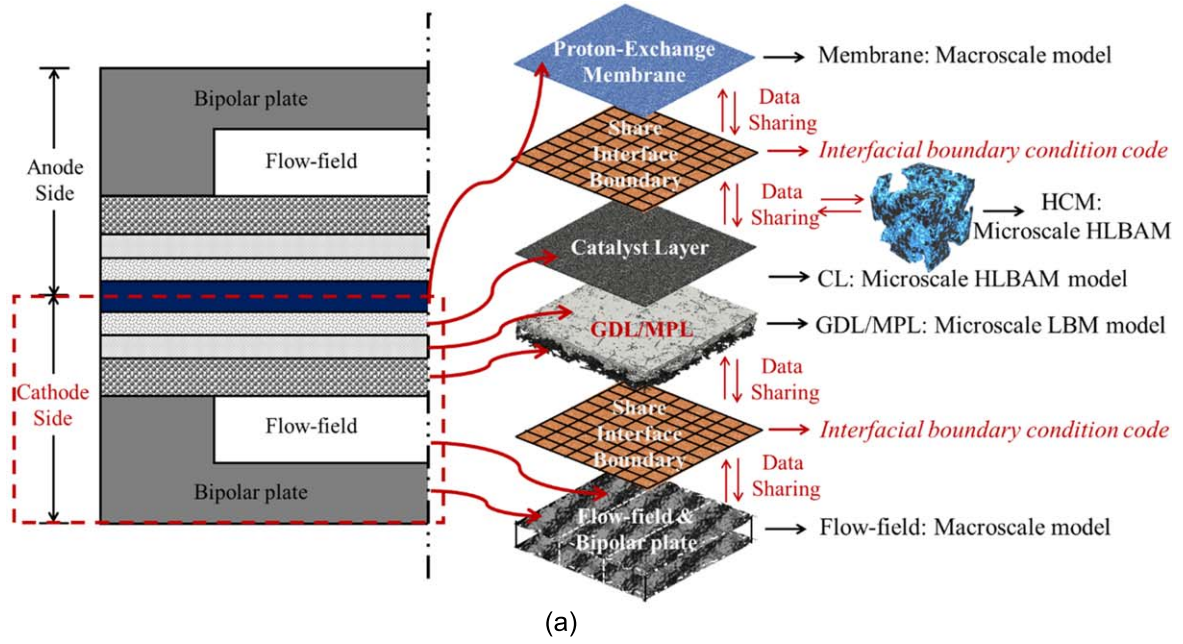 Bipolar plate
Flow-field
Anode
Side
Cathode
Side
Flow-field
Bipolar plate
Proton-Exchange
Membrane
Membrane: Macroscale model
Data
Sharing
Share
Interface
Boundary
Interfacial boundary condition code
Data
Sharing
HCM:
Microscale HLBAM
Catalyst Layer
CL: Microscale HLBAM model
GDL/MPL
GDL/MPL: Microscale LBM model
Data
Sharing
Share
Interface
Boundary
Interfacial boundary condition code
Data
Sharing
Flow-field &
Bipolar plate
Flow-field: Macroscale model
(a)